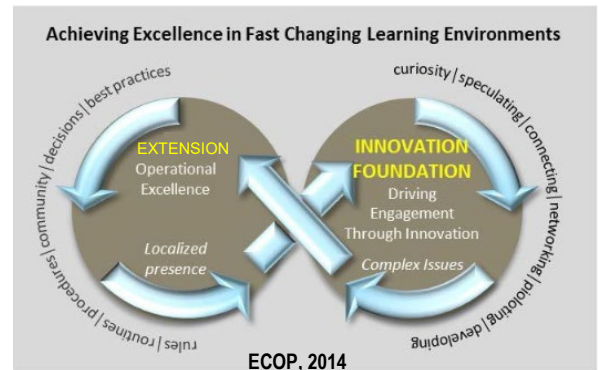 Achieving Excellence in Fast Changing Learning Environments
rules|routines|procedures|community|decisions|best practices
EXTENSION
Operational
Excellence
Localized
presence
INNOVATION
FOUNDATION
Driving
Engagement
Through Innovation
Complex Issues
curiosity|speculating|connecting|networking|piloting|developing
ECOP, 2014